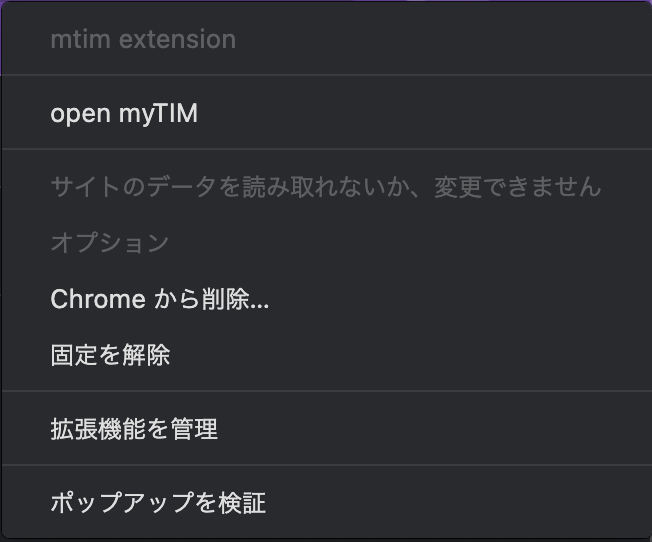 mtim extension
open myTIM
サイトのデータを読み取れないか、変更できません
オプション
Chrome から削除...
固定を解除
拡張機能を管理
ポップアップを検証